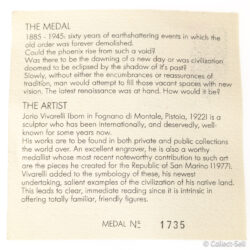 THE MEDAL
1885 - 1945: sixty years of earthshattering events in which the
old order was forever demolished.
Could the phoenix rise from such a void?
Was there to be the dawning of a new day or was civilization
doomed to be eclipsed by the shadow of it's past?
Slowly, without either the encumbrances or reassurances of
tradition, man would attempt to fill those vacant spaces with new
vision. The latest renaissance was at hand. How would it be?
THE ARTIST
Jorio Vivarelli (born in Fognano di Montale, Pistoia, 1922) is a
sculptor who has been internationally, and deservedly, well-
known for some years now.
His works are to be found in both private and public collections
the world over. An excellent engraver, he is also a worthy
medallist whose most recent noteworthy contribution to such art
are the pieces he created for the Republic of San Marino (1977).
Vivarelli added to the symbology of these, his newest
undertaking, salient examples of the civilization of his native land.
This leads to clear, immediate reading since it is intrinsic to
offering totally familiar, friendly figures.
MEDAL No 1735
© Collect-Sell